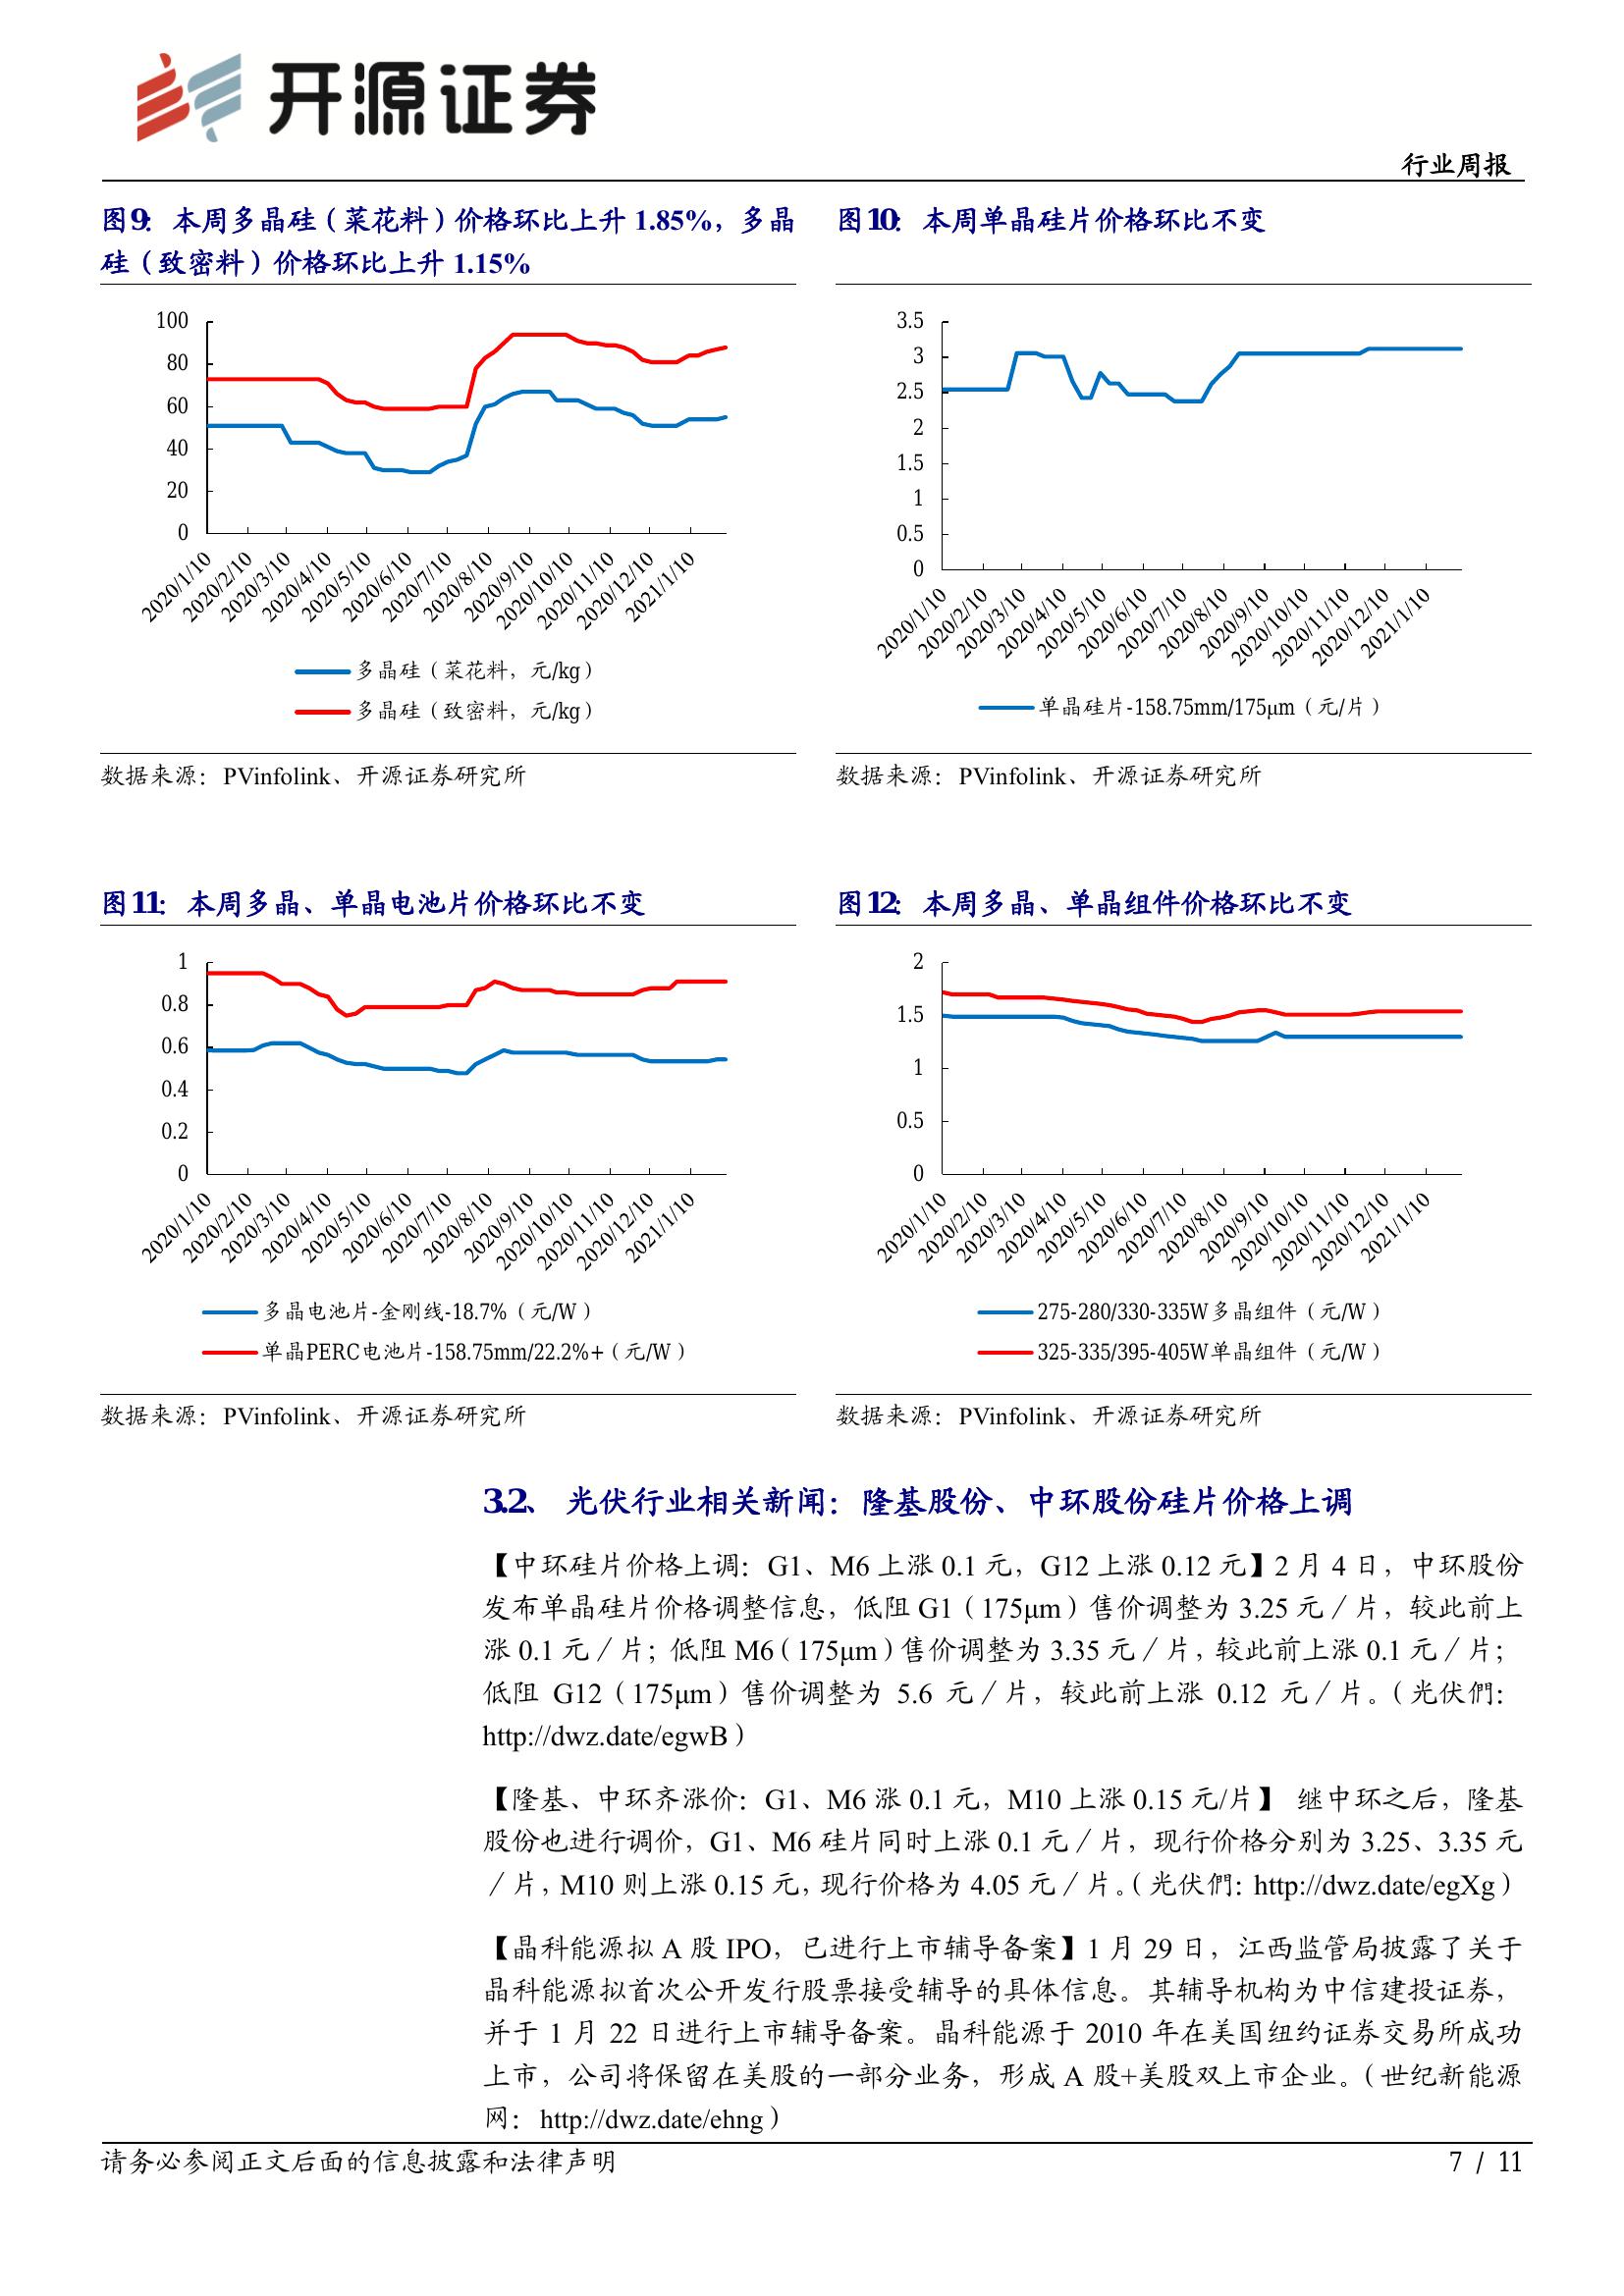 开源证券
行业周报
图9：本周多晶硅（菜花料）价格环比上升 1.85%，多晶
硅（致密料）价格环比上升 1.15%
100
80
60
40
20
0
2020/1/10
2020/2/10
2020/3/10
2020/4/10
2020/5/10
2020/6/10
2020/7/10
2020/8/10
2020/9/10
2020/10/10
2020/11/10
2020/12/10
2021/1/10
多晶硅（菜花料，元/kg）
多晶硅（致密料，元/kg）
数据来源：PVinfolink、开源证券研究所
图10：本周单晶硅片价格环比不变
3.5
3
2.5
2
1.5
1
0.5
0
2020/1/10
2020/2/10
2020/3/10
2020/4/10
2020/5/10
2020/6/10
2020/7/10
2020/8/10
2020/9/10
2020/10/10
2020/11/10
2020/12/10
2021/1/10
单晶硅片-158.75mm/175μm（元/片）
数据来源：PVinfolink、开源证券研究所
图11：本周多晶、单晶电池片价格环比不变
1
0.8
0.6
0.4
0.2
0
2020/1/10
2020/2/10
2020/3/10
2020/4/10
2020/5/10
2020/6/10
2020/7/10
2020/8/10
2020/9/10
2020/10/10
2020/11/10
2020/12/10
2021/1/10
多晶电池片-金刚线-18.7%（元/W）
单晶PERC电池片-158.75mm/22.2%+（元/W）
数据来源：PVinfolink、开源证券研究所
图12：本周多晶、单晶组件价格环比不变
2
1.5
1
0.5
0
2020/1/10
2020/2/10
2020/3/10
2020/4/10
2020/5/10
2020/6/10
2020/7/10
2020/8/10
2020/9/10
2020/10/10
2020/11/10
2020/12/10
2021/1/10
275-280/330-335W多晶组件（元/W）
325-335/395-405W单晶组件（元/W）
数据来源：PVinfolink、开源证券研究所
3.2、 光伏行业相关新闻：隆基股份、中环股份硅片价格上调
【中环硅片价格上调：G1、M6 上涨 0.1 元，G12 上涨 0.12 元】2 月 4 日，中环股份
发布单晶硅片价格调整信息，低阻 G1（175μm）售价调整为 3.25 元／片，较此前上
涨 0.1 元／片；低阻 M6（175μm）售价调整为 3.35 元／片，较此前上涨 0.1 元／片；
低阻 G12（175μm）售价调整为 5.6 元／片，较此前上涨 0.12 元／片。（光伏們：
http://dwz.date/egwB）
【隆基、中环齐涨价：G1、M6 涨 0.1 元，M10 上涨 0.15 元/片】 继中环之后，隆基
股份也进行调价，G1、M6 硅片同时上涨 0.1 元／片，现行价格分别为 3.25、3.35 元
／片，M10 则上涨 0.15 元，现行价格为 4.05 元／片。（光伏們：http://dwz.date/egXg）
【晶科能源拟 A 股 IPO，已进行上市辅导备案】1 月 29 日，江西监管局披露了关于
晶科能源拟首次公开发行股票接受辅导的具体信息。其辅导机构为中信建投证券，
并于 1 月 22 日进行上市辅导备案。晶科能源于 2010 年在美国纽约证券交易所成功
上市，公司将保留在美股的一部分业务，形成 A 股+美股双上市企业。（世纪新能源
网：http://dwz.date/ehng）
请务必参阅正文后面的信息披露和法律声明
7 / 11